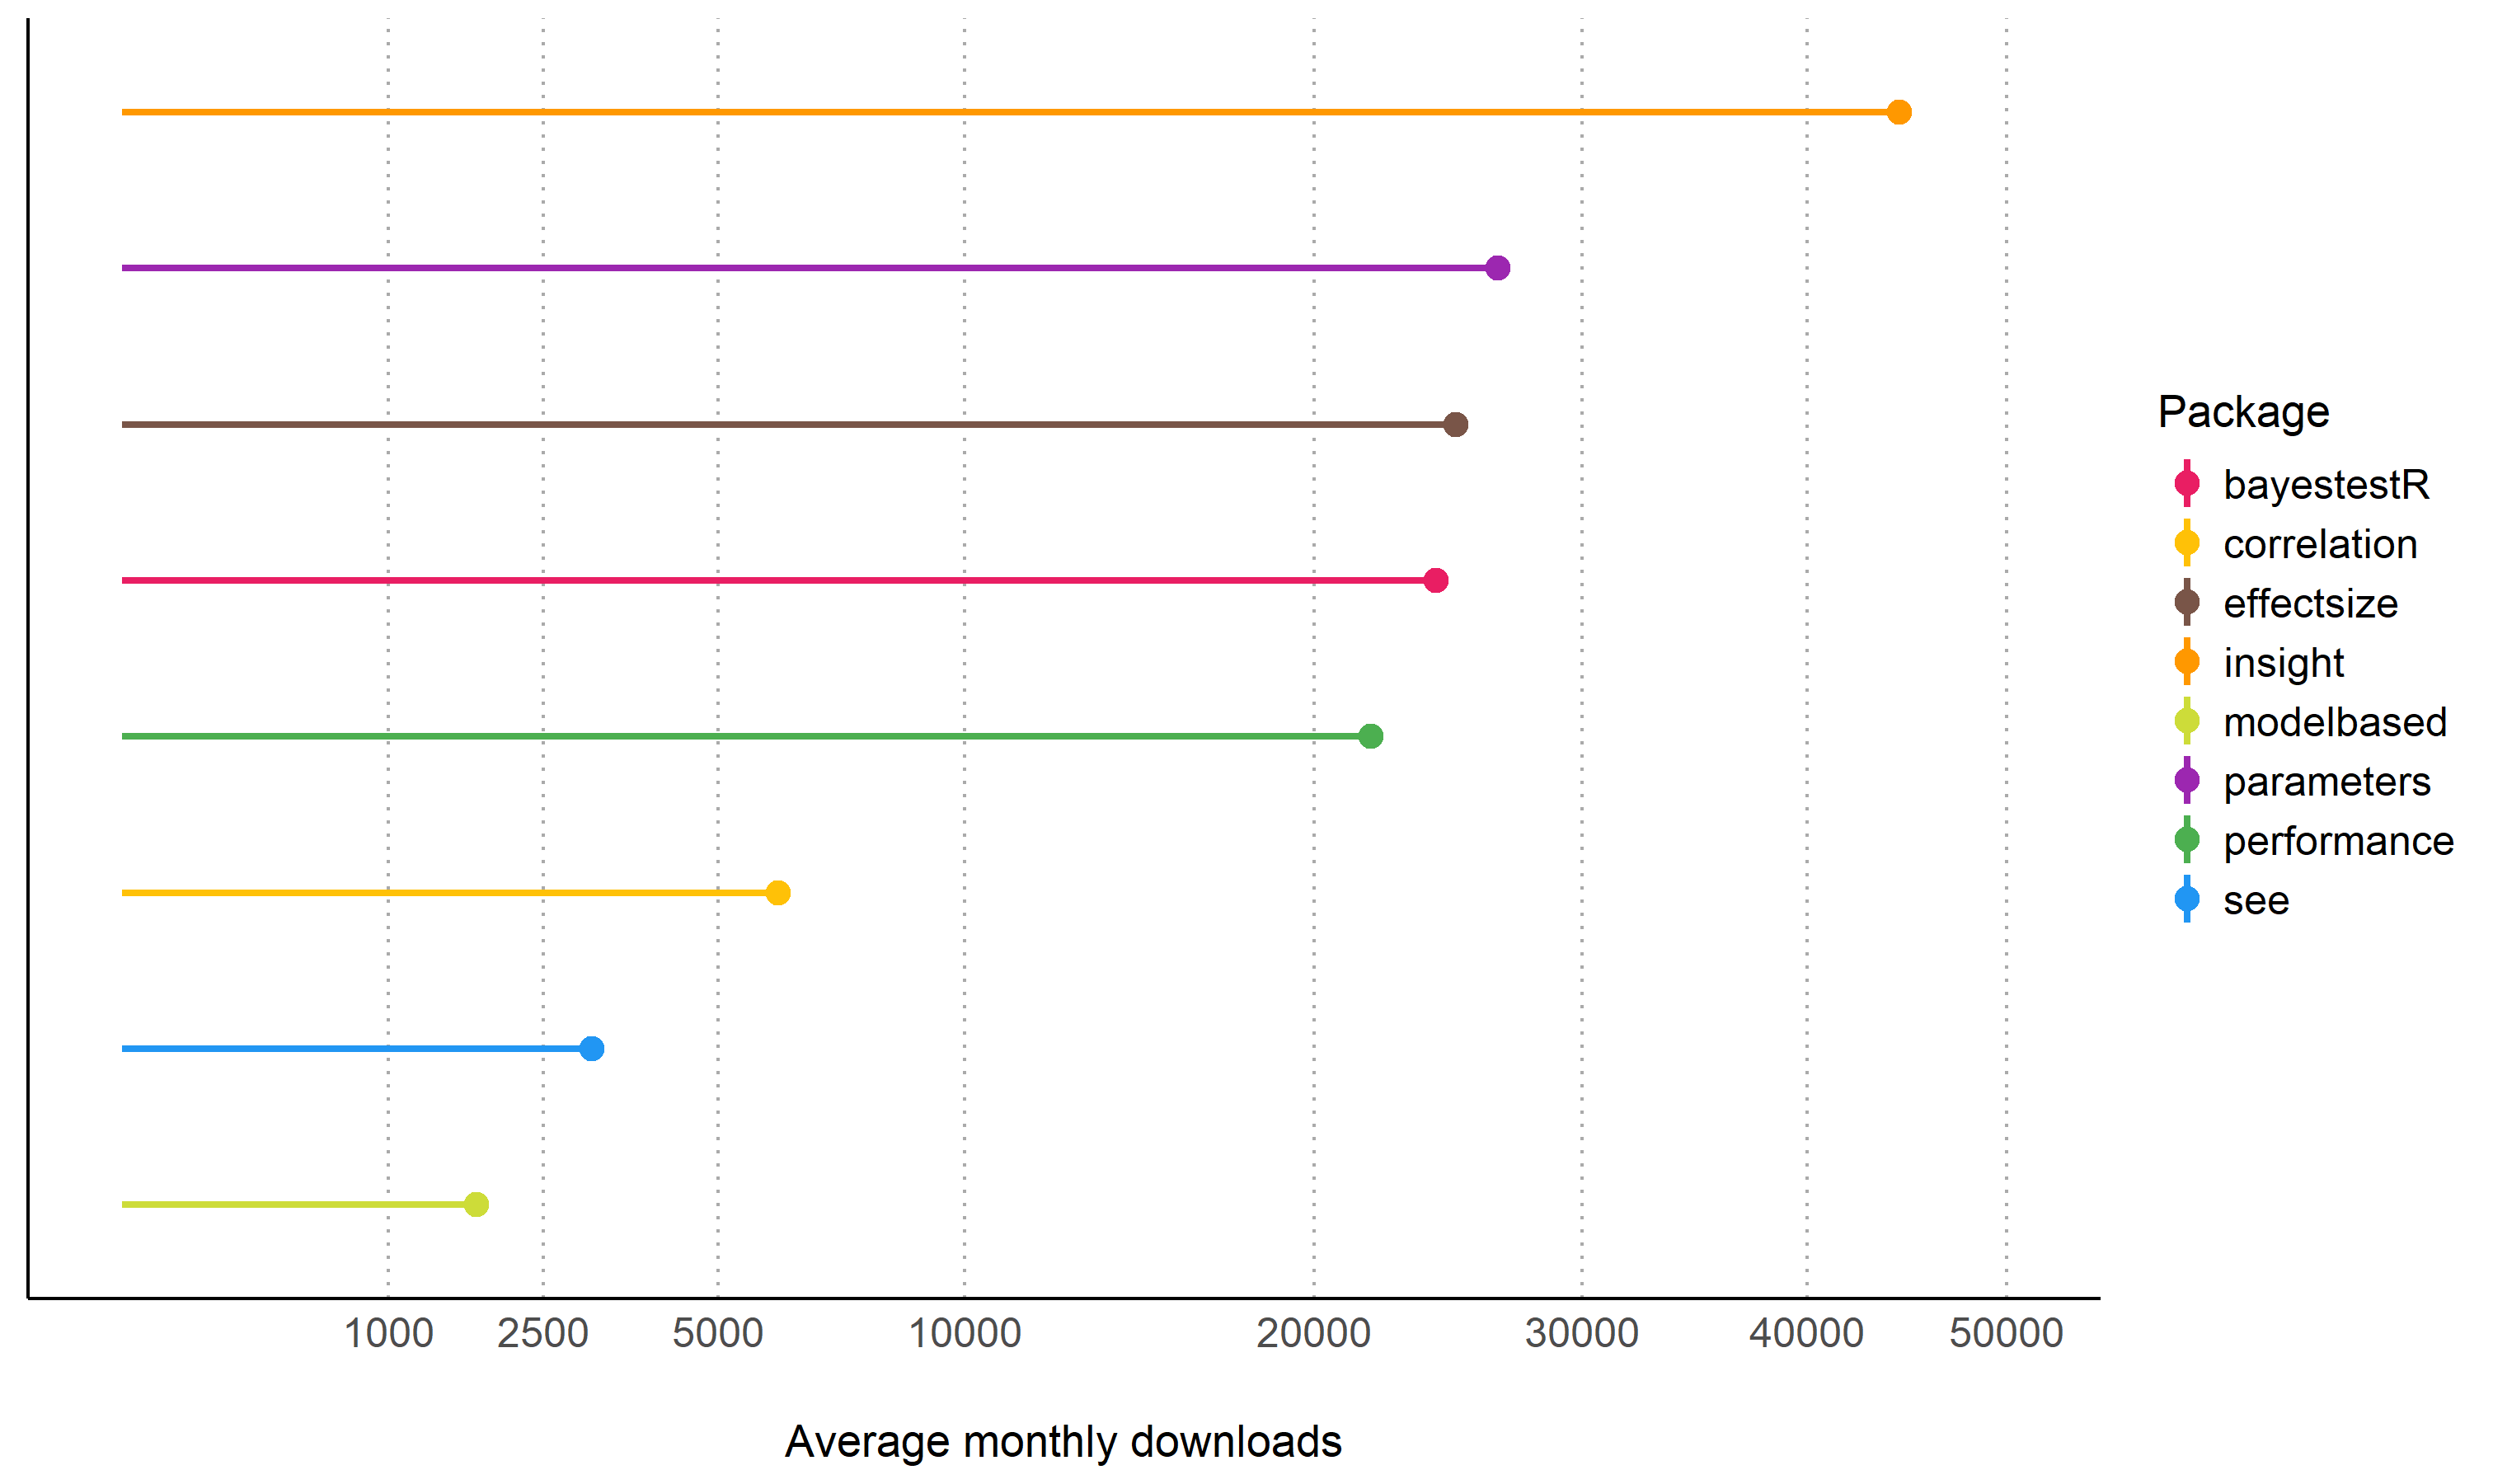 Package
bayestestR
correlation
effectsize
insight
modelbased
parameters
performance
see
1000 2500 5000 10000 20000 30000 40000 50000
Average monthly downloads